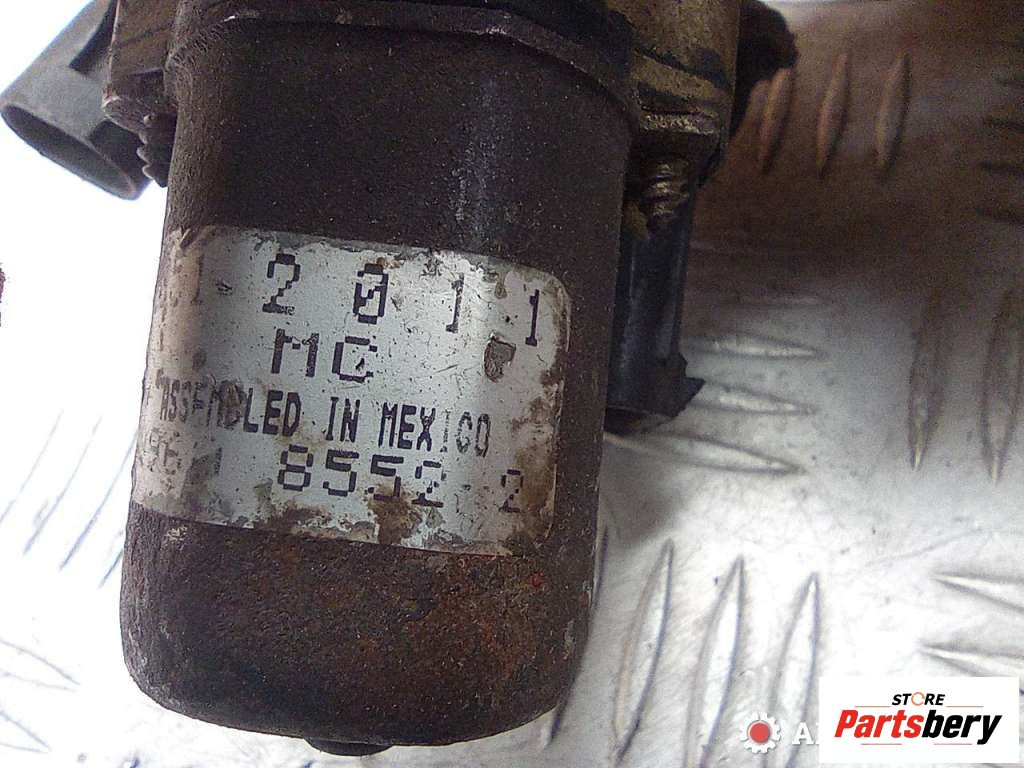 2011
MC
ASSEMBLED IN MEXICO
8552 2
STORE
Partsbery